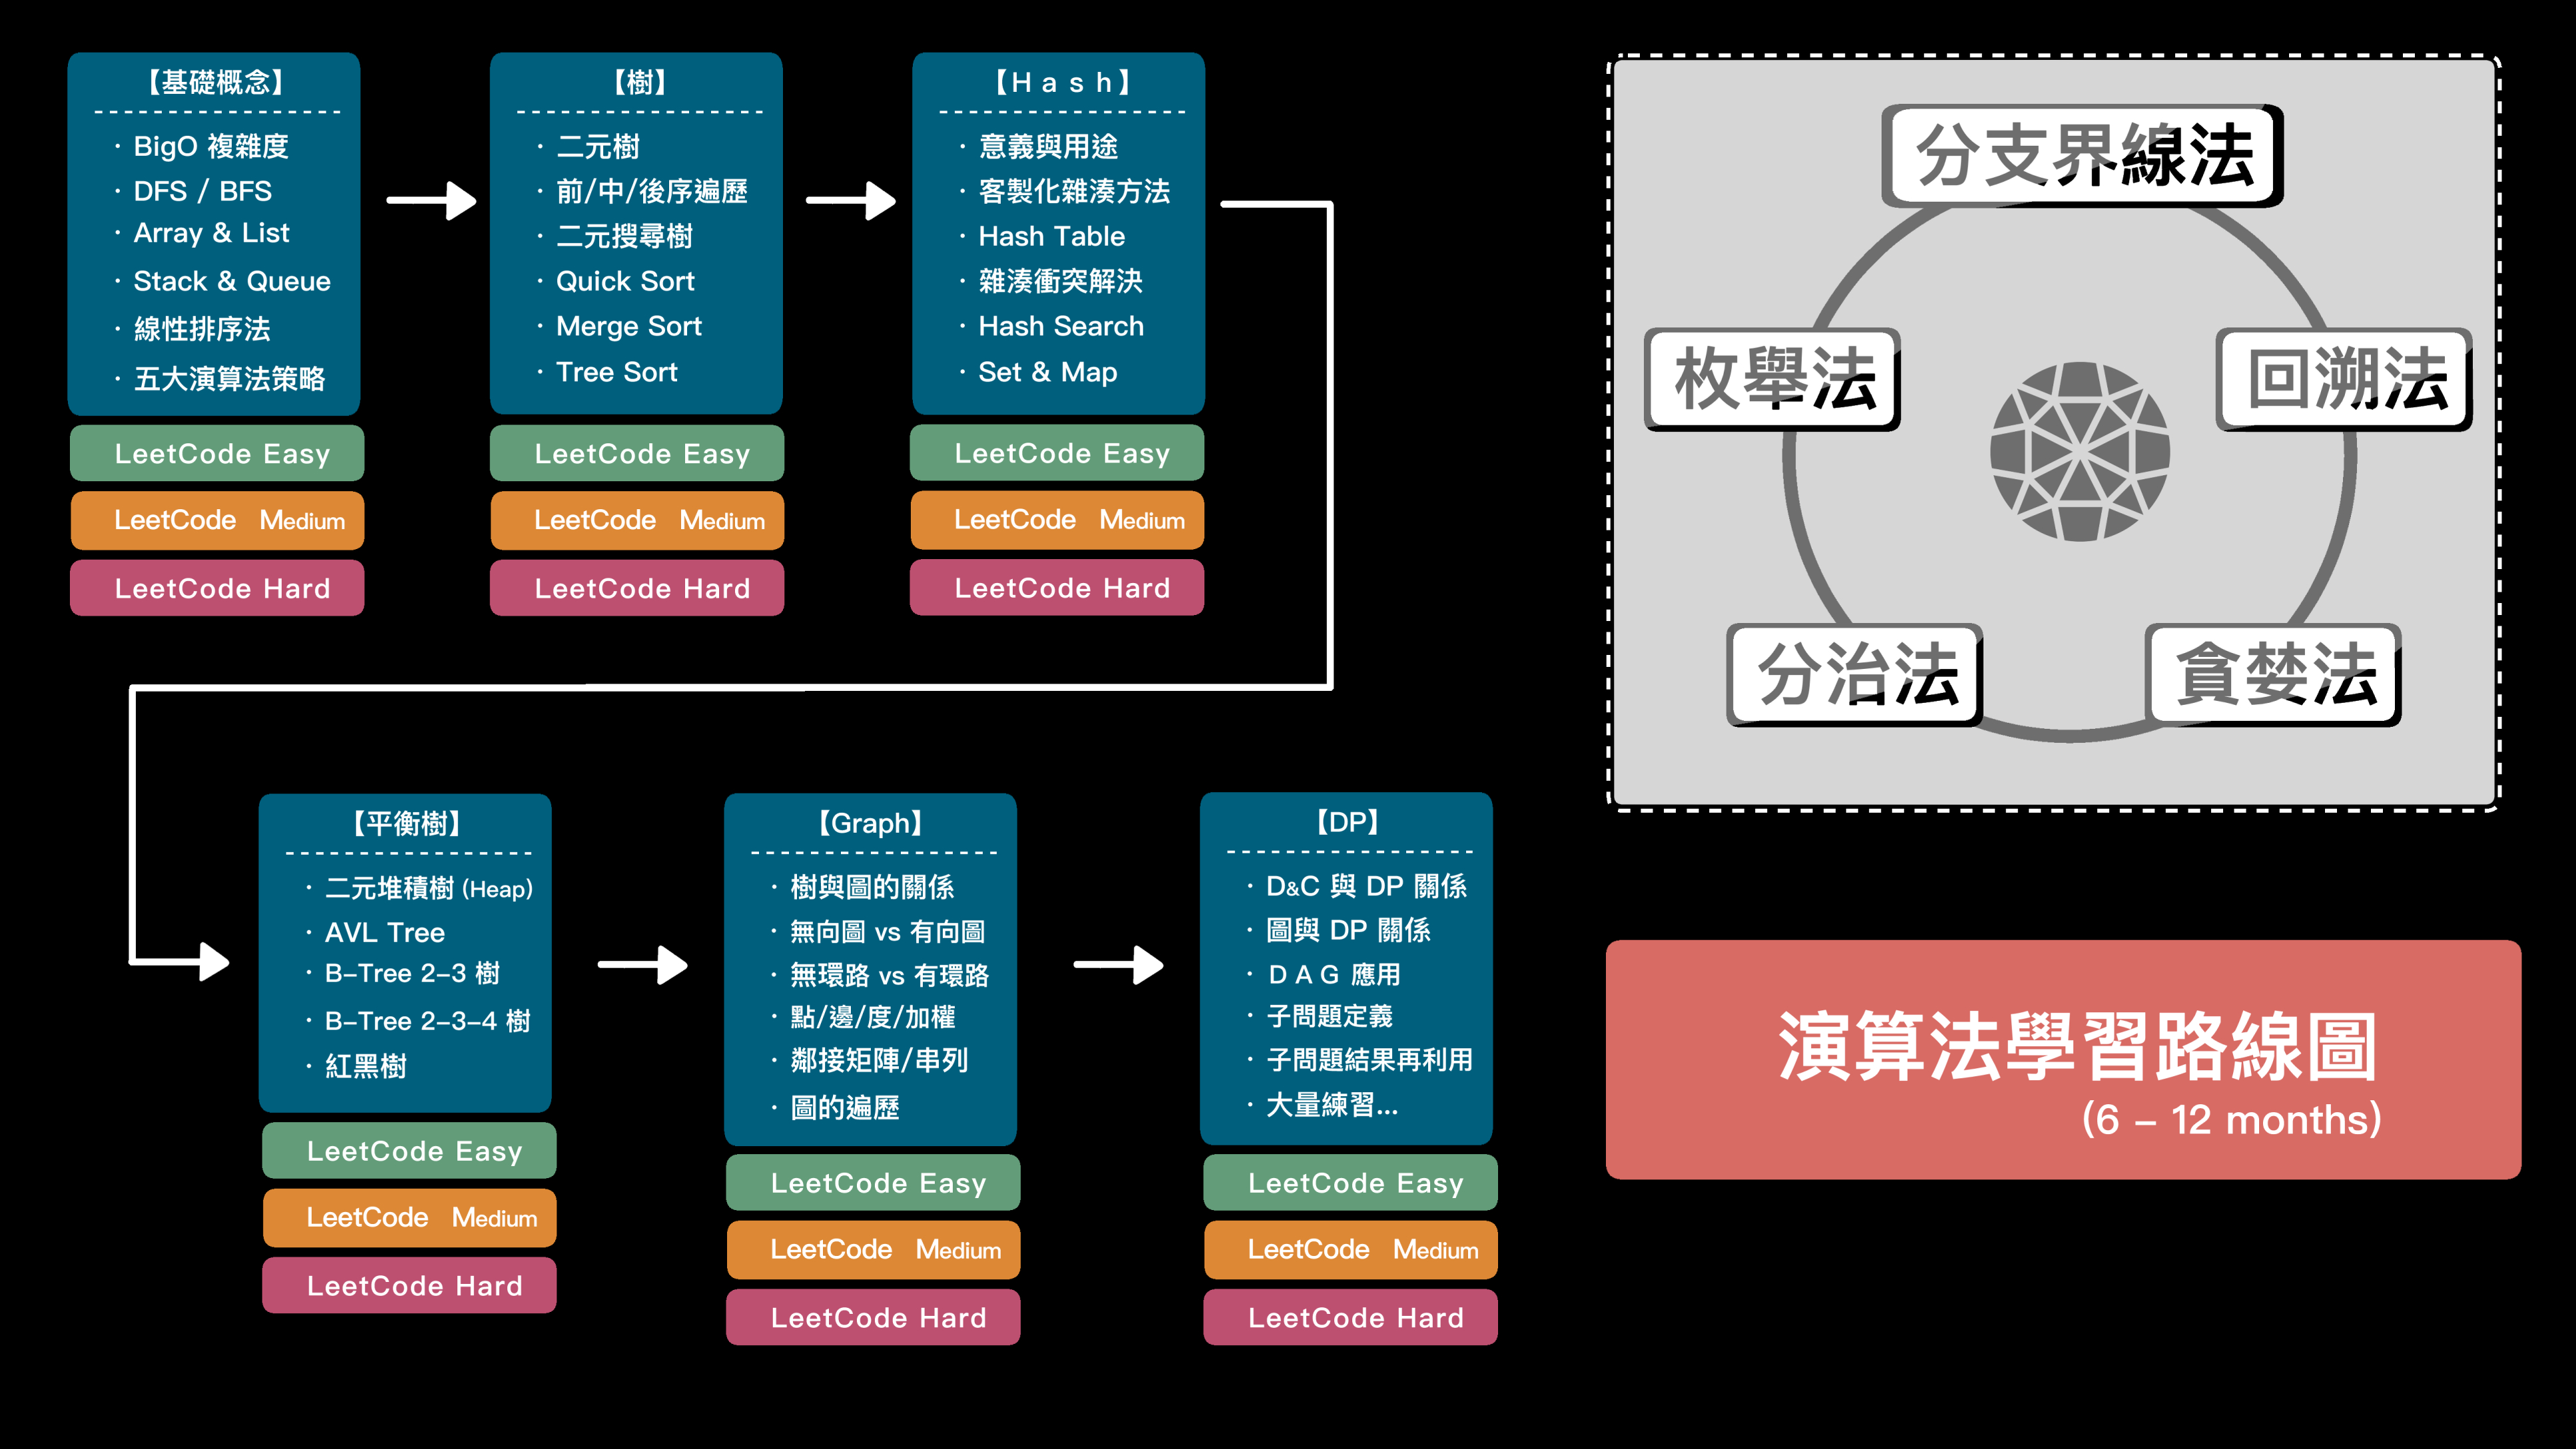 【基礎概念】
· BigO 複雜度
· DFS / BFS
· Array & List
· Stack & Queue
· 線性排序法
· 五大演算法策略
LeetCode Easy
LeetCode Medium
LeetCode Hard
【樹】
· 二元樹
· 前/中/後序遍歷
· 二元搜尋樹
· Quick Sort
· Merge Sort
· Tree Sort
LeetCode Easy
LeetCode Medium
LeetCode Hard
【Hash】
· 意義與用途
· 客製化雜湊方法
· Hash Table
· 雜湊衝突解決
· Hash Search
· Set & Map
LeetCode Easy
LeetCode Medium
LeetCode Hard
【平衡樹】
· 二元堆積樹 (Heap)
· AVL Tree
· B-Tree 2-3 樹
· B-Tree 2-3-4 樹
· 紅黑樹
LeetCode Easy
LeetCode Medium
LeetCode Hard
【Graph】
· 樹與圖的關係
· 無向圖 vs 有向圖
· 無環路 vs 有環路
· 點/邊/度/加權
· 鄰接矩陣/串列
· 圖的遍歷
LeetCode Easy
LeetCode Medium
LeetCode Hard
【DP】
· D&C 與 DP 關係
· 圖與 DP 關係
· DAG 應用
· 子問題定義
· 子問題結果再利用
· 大量練習...
LeetCode Easy
LeetCode Medium
LeetCode Hard
分支界線法
枚舉法
回溯法
分治法
貪婪法
演算法學習路線圖
(6 – 12 months)